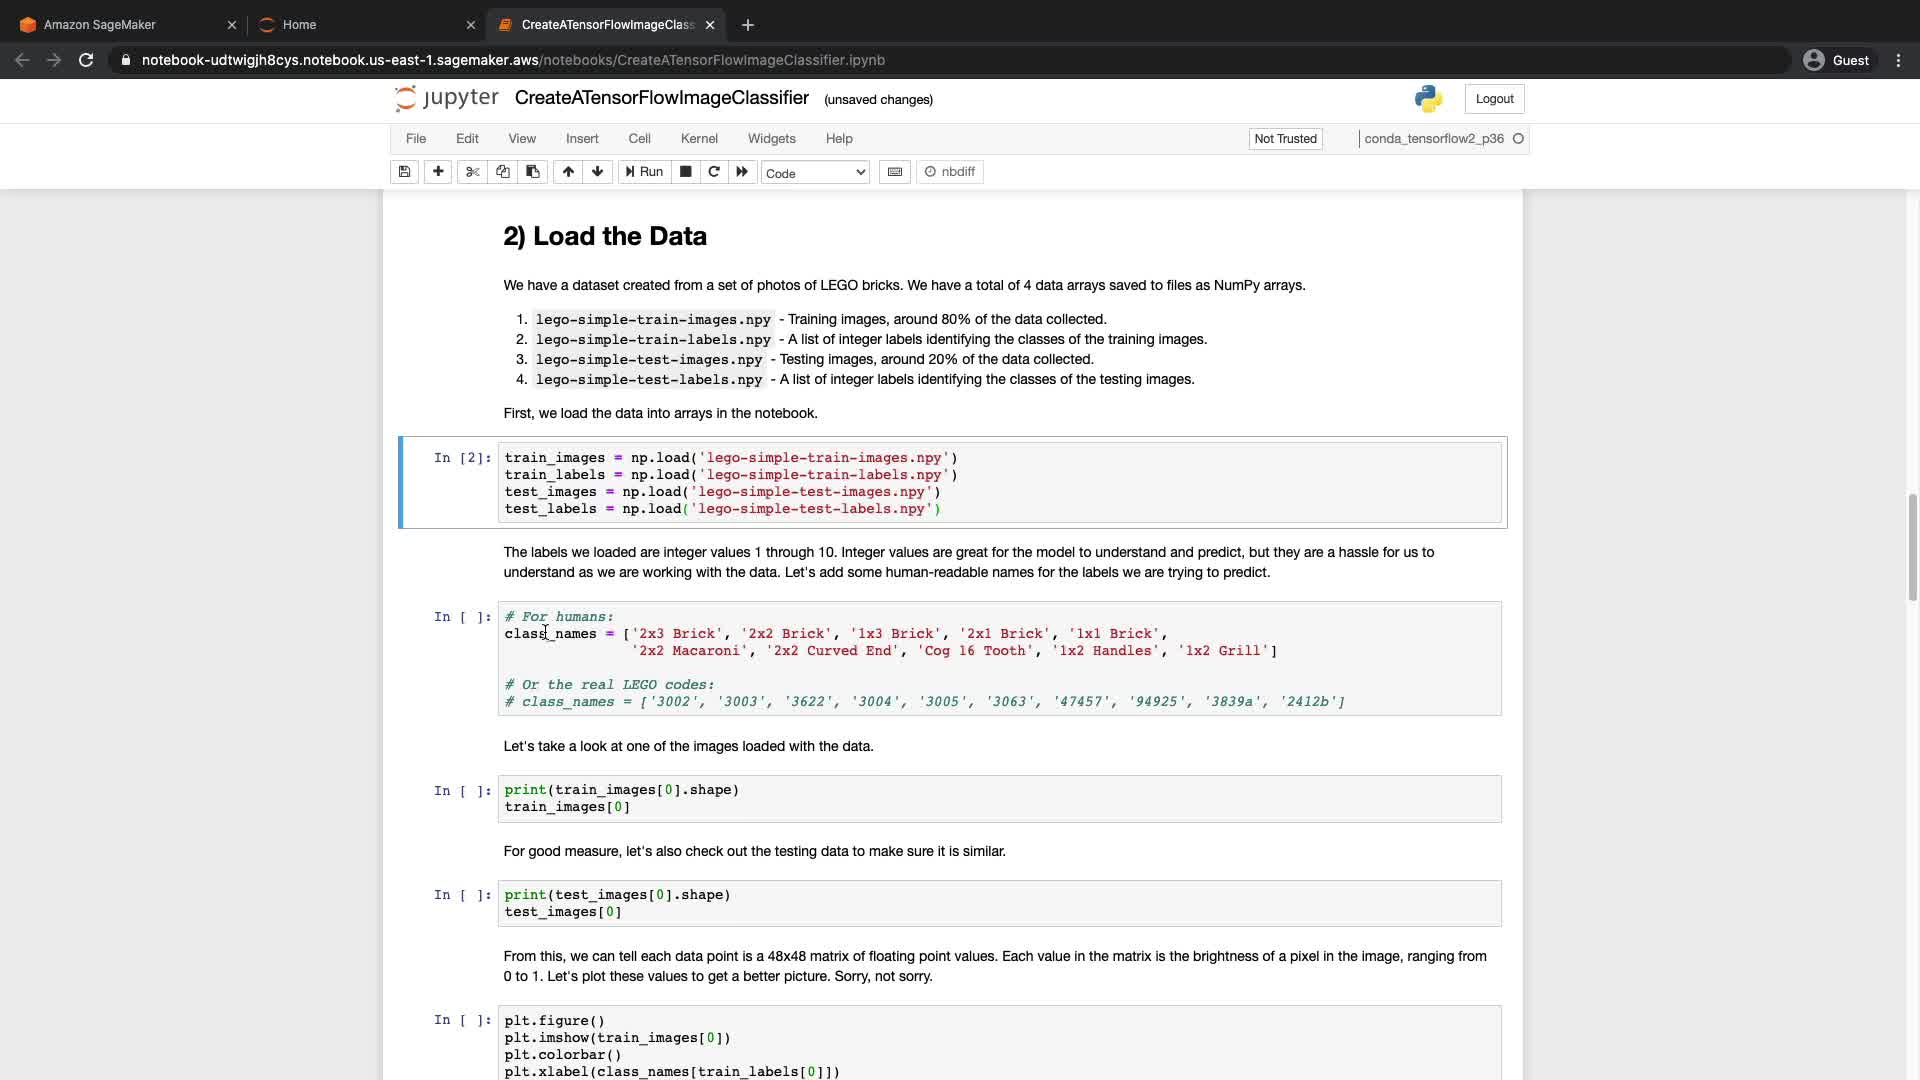 Amazon SageMaker
Home
CreateATensorFlowImageClass
notebook-udtwigjh8cys.notebook.us-east-1.sagemaker.aws/notebooks/CreateATensorFlowImageClassifier.ipynb
Guest
jupyter CreateATensorFlowImageClassifier (unsaved changes)
Logout
File Edit View Insert Cell Kernel Widgets Help
Not Trusted
conda_tensorflow2_p36
Run
Code
nbdiff
2) Load the Data
We have a dataset created from a set of photos of LEGO bricks. We have a total of 4 data arrays saved to files as NumPy arrays.
1. lego-simple-train-images.npy - Training images, around 80% of the data collected.
2. lego-simple-train-labels.npy - A list of integer labels identifying the classes of the training images.
3. lego-simple-test-images.npy - Testing images, around 20% of the data collected.
4. lego-simple-test-labels.npy - A list of integer labels identifying the classes of the testing images.
First, we load the data into arrays in the notebook.
In [2]: train_images = np.load('lego-simple-train-images.npy')
train_labels = np.load('lego-simple-train-labels.npy')
test_images = np.load('lego-simple-test-images.npy')
test_labels = np.load('lego-simple-test-labels.npy')
The labels we loaded are integer values 1 through 10. Integer values are great for the model to understand and predict, but they are a hassle for us to
understand as we are working with the data. Let's add some human-readable names for the labels we are trying to predict.
In [ ]: # For humans:
class_names = ['2x3 Brick', '2x2 Brick', '1x3 Brick', '2x1 Brick', '1x1 Brick',
'2x2 Macaroni', '2x2 Curved End', 'Cog 16 Tooth', '1x2 Handles', '1x2 Grill']
# Or the real LEGO codes:
# class_names = ['3002', '3003', '3622', '3004', '3005', '3063', '47457', '94925', '3839a', '2412b']
Let's take a look at one of the images loaded with the data.
In [ ]: print(train_images[0].shape)
train_images[0]
For good measure, let's also check out the testing data to make sure it is similar.
In [ ]: print(test_images[0].shape)
test_images[0]
From this, we can tell each data point is a 48x48 matrix of floating point values. Each value in the matrix is the brightness of a pixel in the image, ranging from
0 to 1. Let's plot these values to get a better picture. Sorry, not sorry.
In [ ]: plt.figure()
plt.imshow(train_images[0])
plt.colorbar()
plt.xlabel(class_names[train_labels[0]])